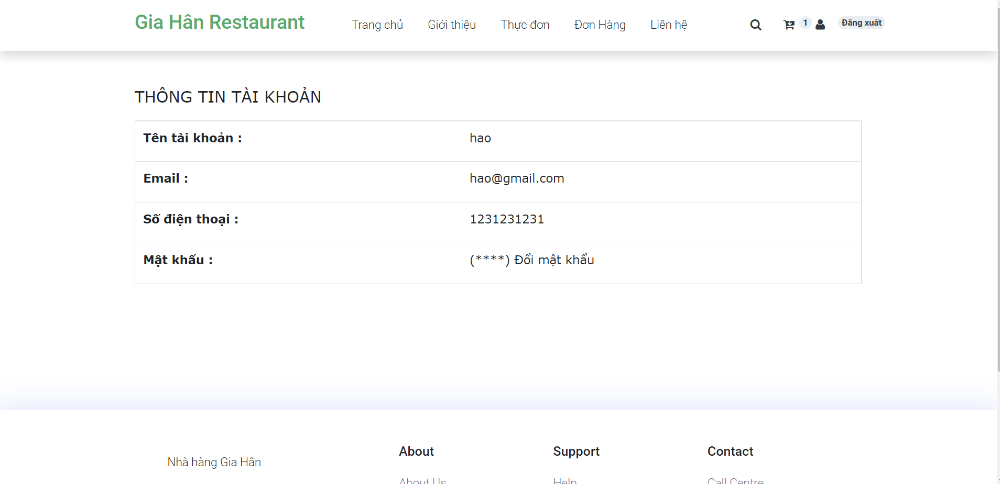 Gia Hân Restaurant
Trang chủ
Giới thiệu
Thực đơn
Đơn Hàng
Liên hệ
1
Đăng xuất
THÔNG TIN TÀI KHOẢN
Tên tài khoản : hao
Email : hao@gmail.com
Số điện thoại : 1231231231
Mật khẩu : (****) Đổi mật khẩu
Nhà hàng Gia Hân
About
Support
Contact
About Us
Help
Call Centre